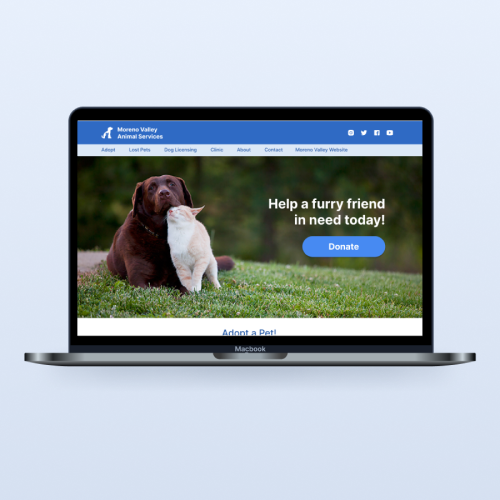 Moreno Valley
Animal Services
Adopt Lost Pets Dog Licensing Clinic About Contact Moreno Valley Website
Help a furry friend
in need today!
Donate
Adopt a Pet!
Macbook